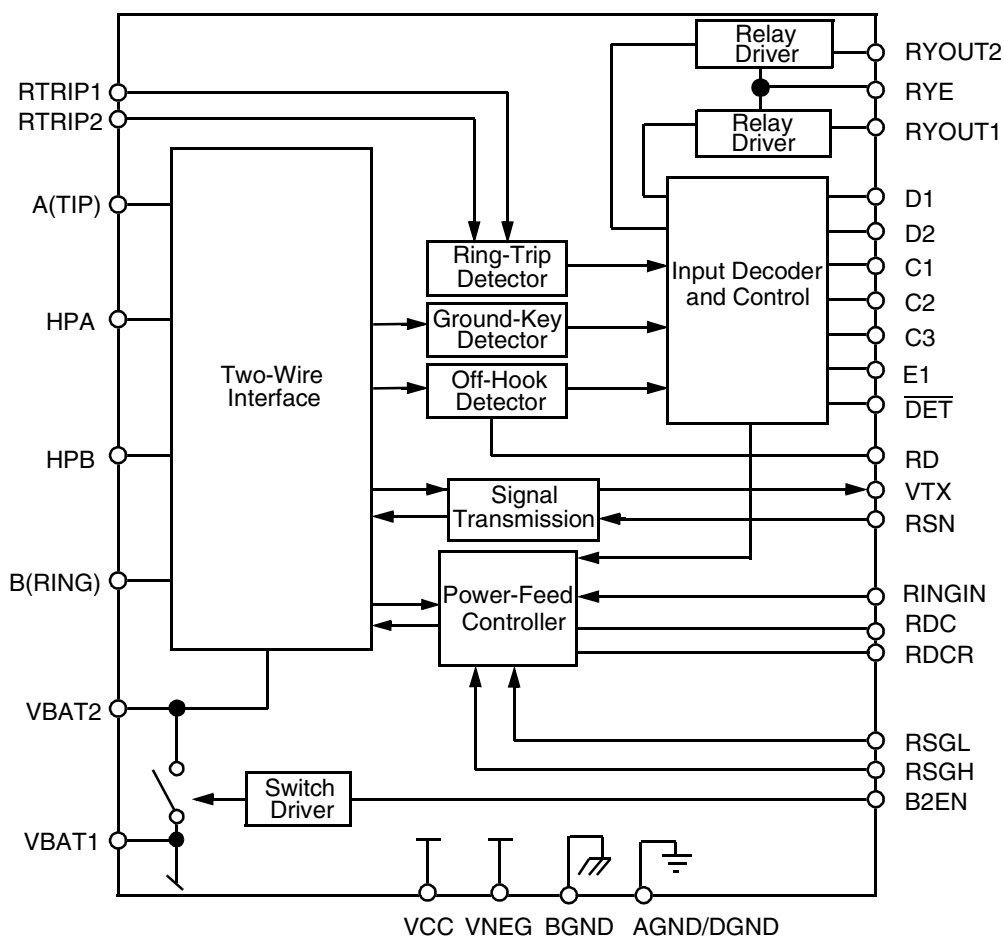 Relay
Driver
RYOUT2
RYE
RTRIP1
RTRIP2
Relay
Driver
RYOUT1
A(TIP)
D1
D2
Ring-Trip
Detector
Input Decoder
and Control
C1
C2
HPA
Ground-Key
Detector
C3
Two-Wire
Interface
Off-Hook
Detector
E1
DET
HPB
RD
Signal
Transmission
VTX
RSN
B(RING)
Power-Feed
Controller
RINGIN
RDC
RDCR
VBAT2
RSGL
RSGH
Switch
Driver
B2EN
VBAT1
VCC VNEG BGND AGND/DGND